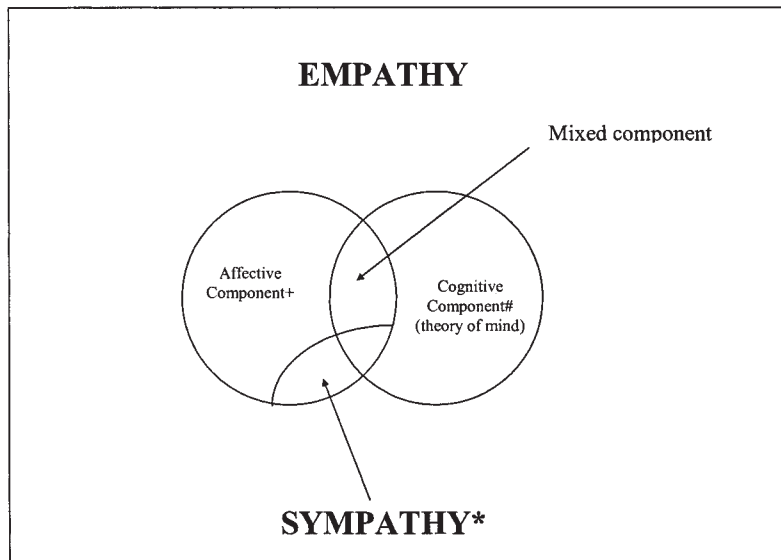 EMPATHY
Mixed component
Affective
Component+
Cognitive
Component#
(theory of mind)
SYMPATHY*